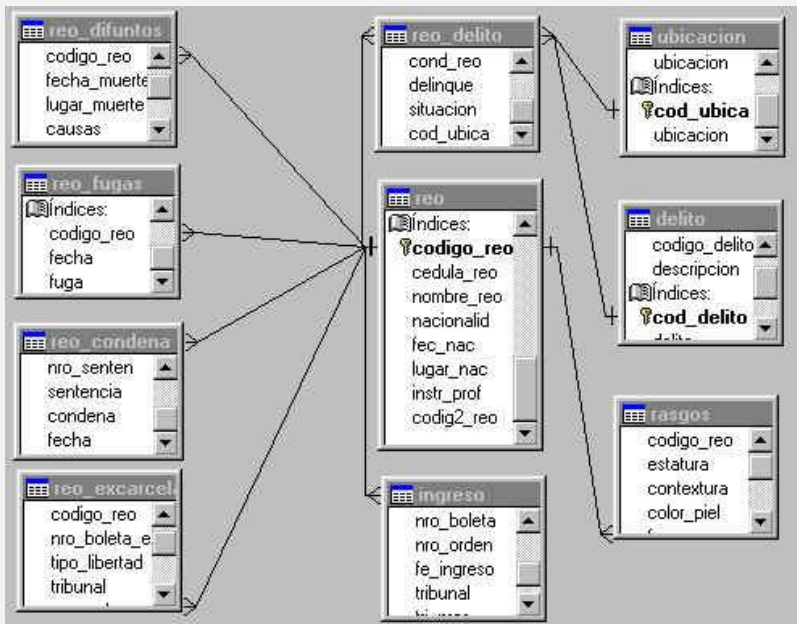 reo_difuntos
codigo_reo
fecha_muerte
lugar_muerte
causas
reo_fugas
Índices:
codigo_reo
fecha
fuga
reo_condena
nro_senten
sentencia
condena
fecha
reo_excarcela
codigo_reo
nro_boleta_e
tipo_libertad
tribunal
reo_delito
cond_reo
delinque
situacion
cod_ubica
reo
Índices:
codigo_reo
cedula_reo
nombre_reo
nacionalid
fec_nac
lugar_nac
instr_prof
codig2_reo
ingreso
nro_boleta
nro_orden
fe_ingreso
tribunal
ubicacion
ubicacion
Índices:
cod_ubica
ubicacion
delito
codigo_delito
descripcion
Índices:
cod_delito
rasgos
codigo_reo
estatura
contextura
color_piel